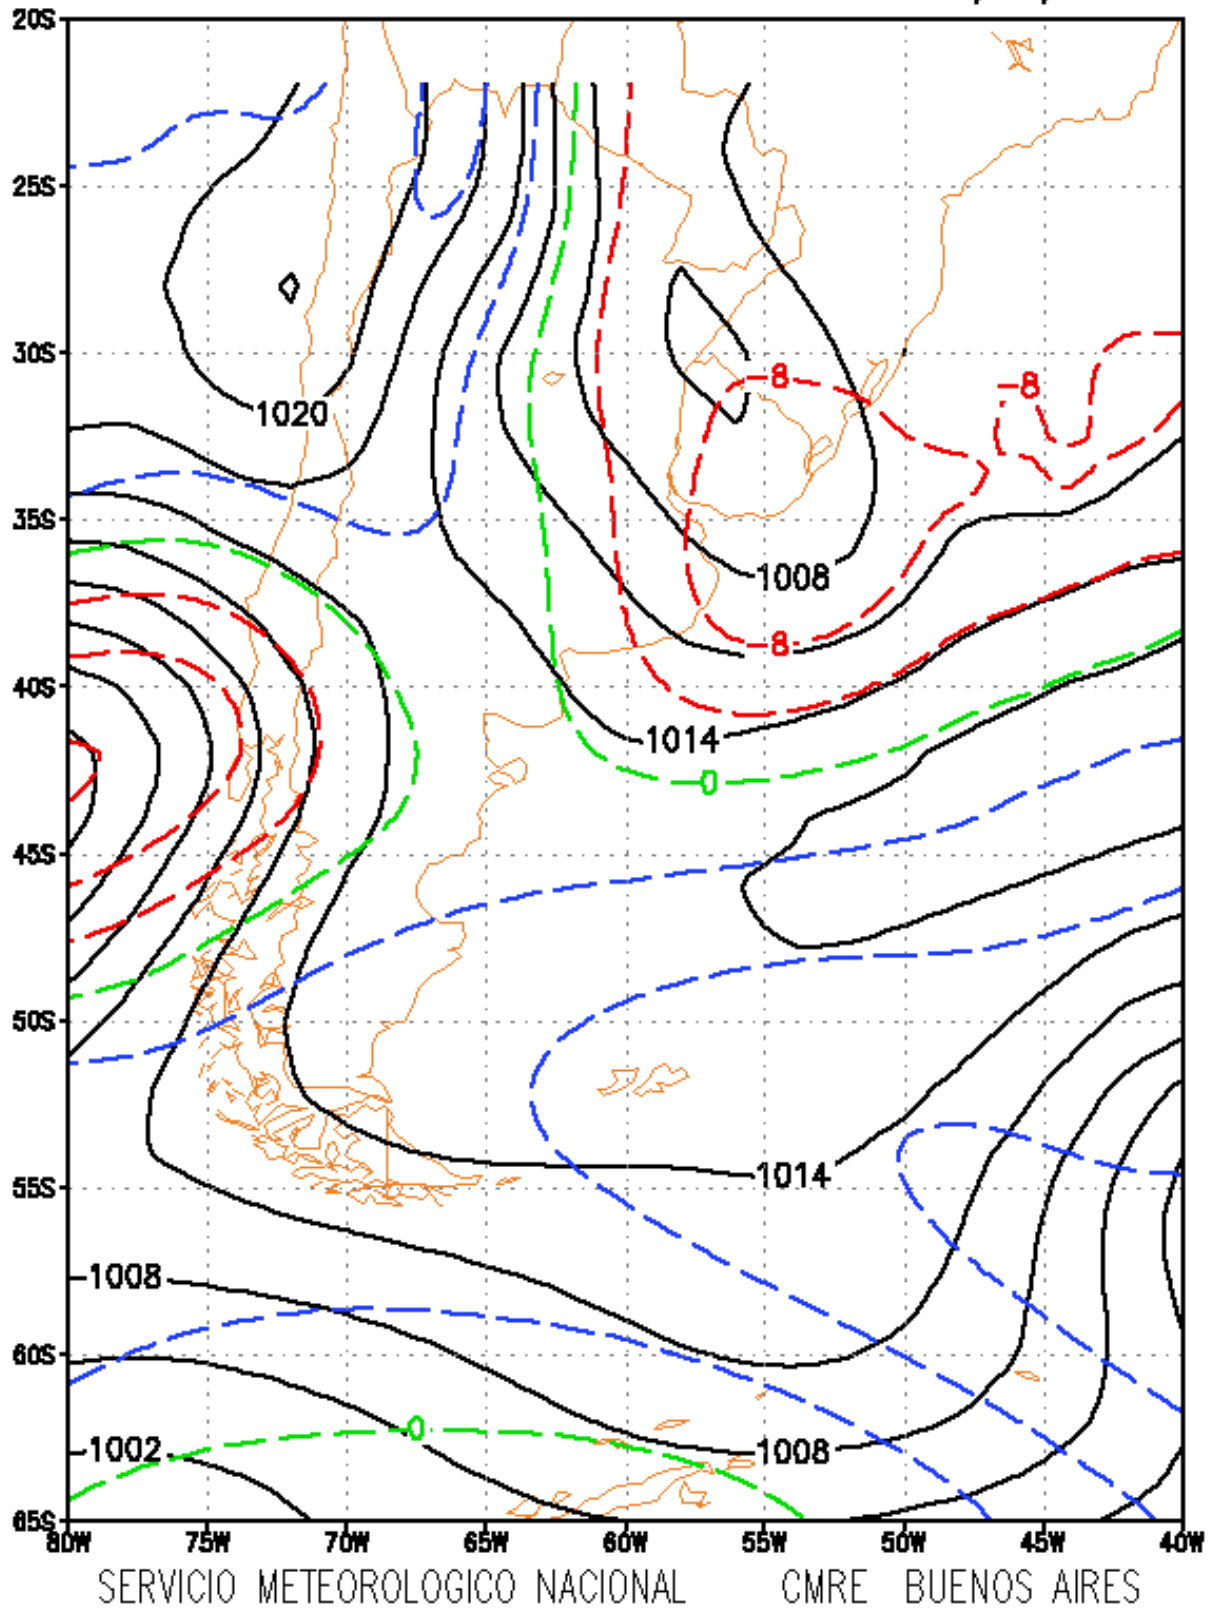 20S
25S
30S
8
-8
1020
35S
1008
8
40S
1014
0
45S
50S
1014
55S
1008
60S
0
1002
1008
65S
80W 75W 70W 65W 60W 55W 50W 45W 40W
SERVICIO METEOROLOGICO NACIONAL CMRE BUENOS AIRES